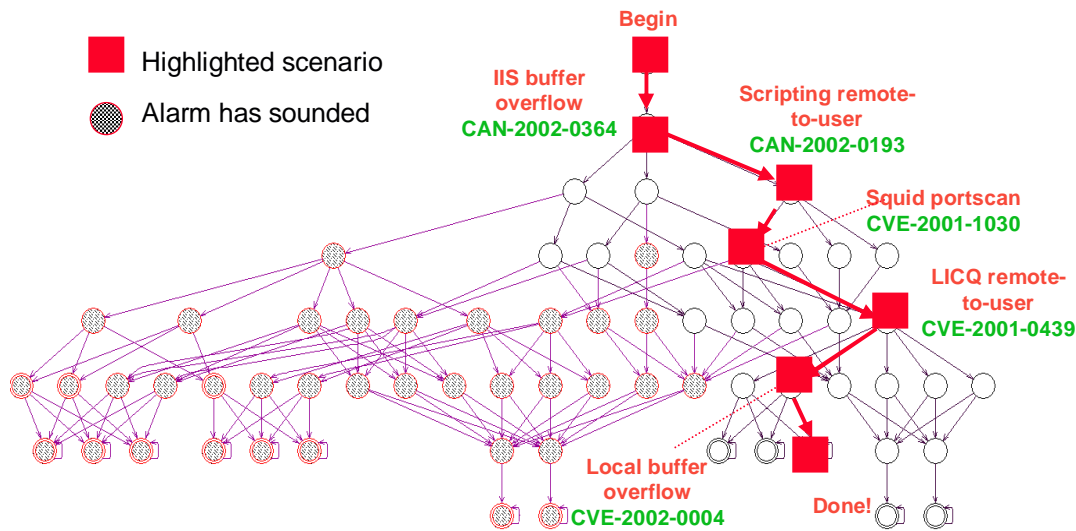 Begin
Highlighted scenario
Alarm has sounded
IIS buffer
overflow
CAN-2002-0364
Scripting remote-
to-user
CAN-2002-0193
Squid portscan
CVE-2001-1030
LICQ remote-
to-user
CVE-2001-0439
Local buffer
overflow
CVE-2002-0004
Done!